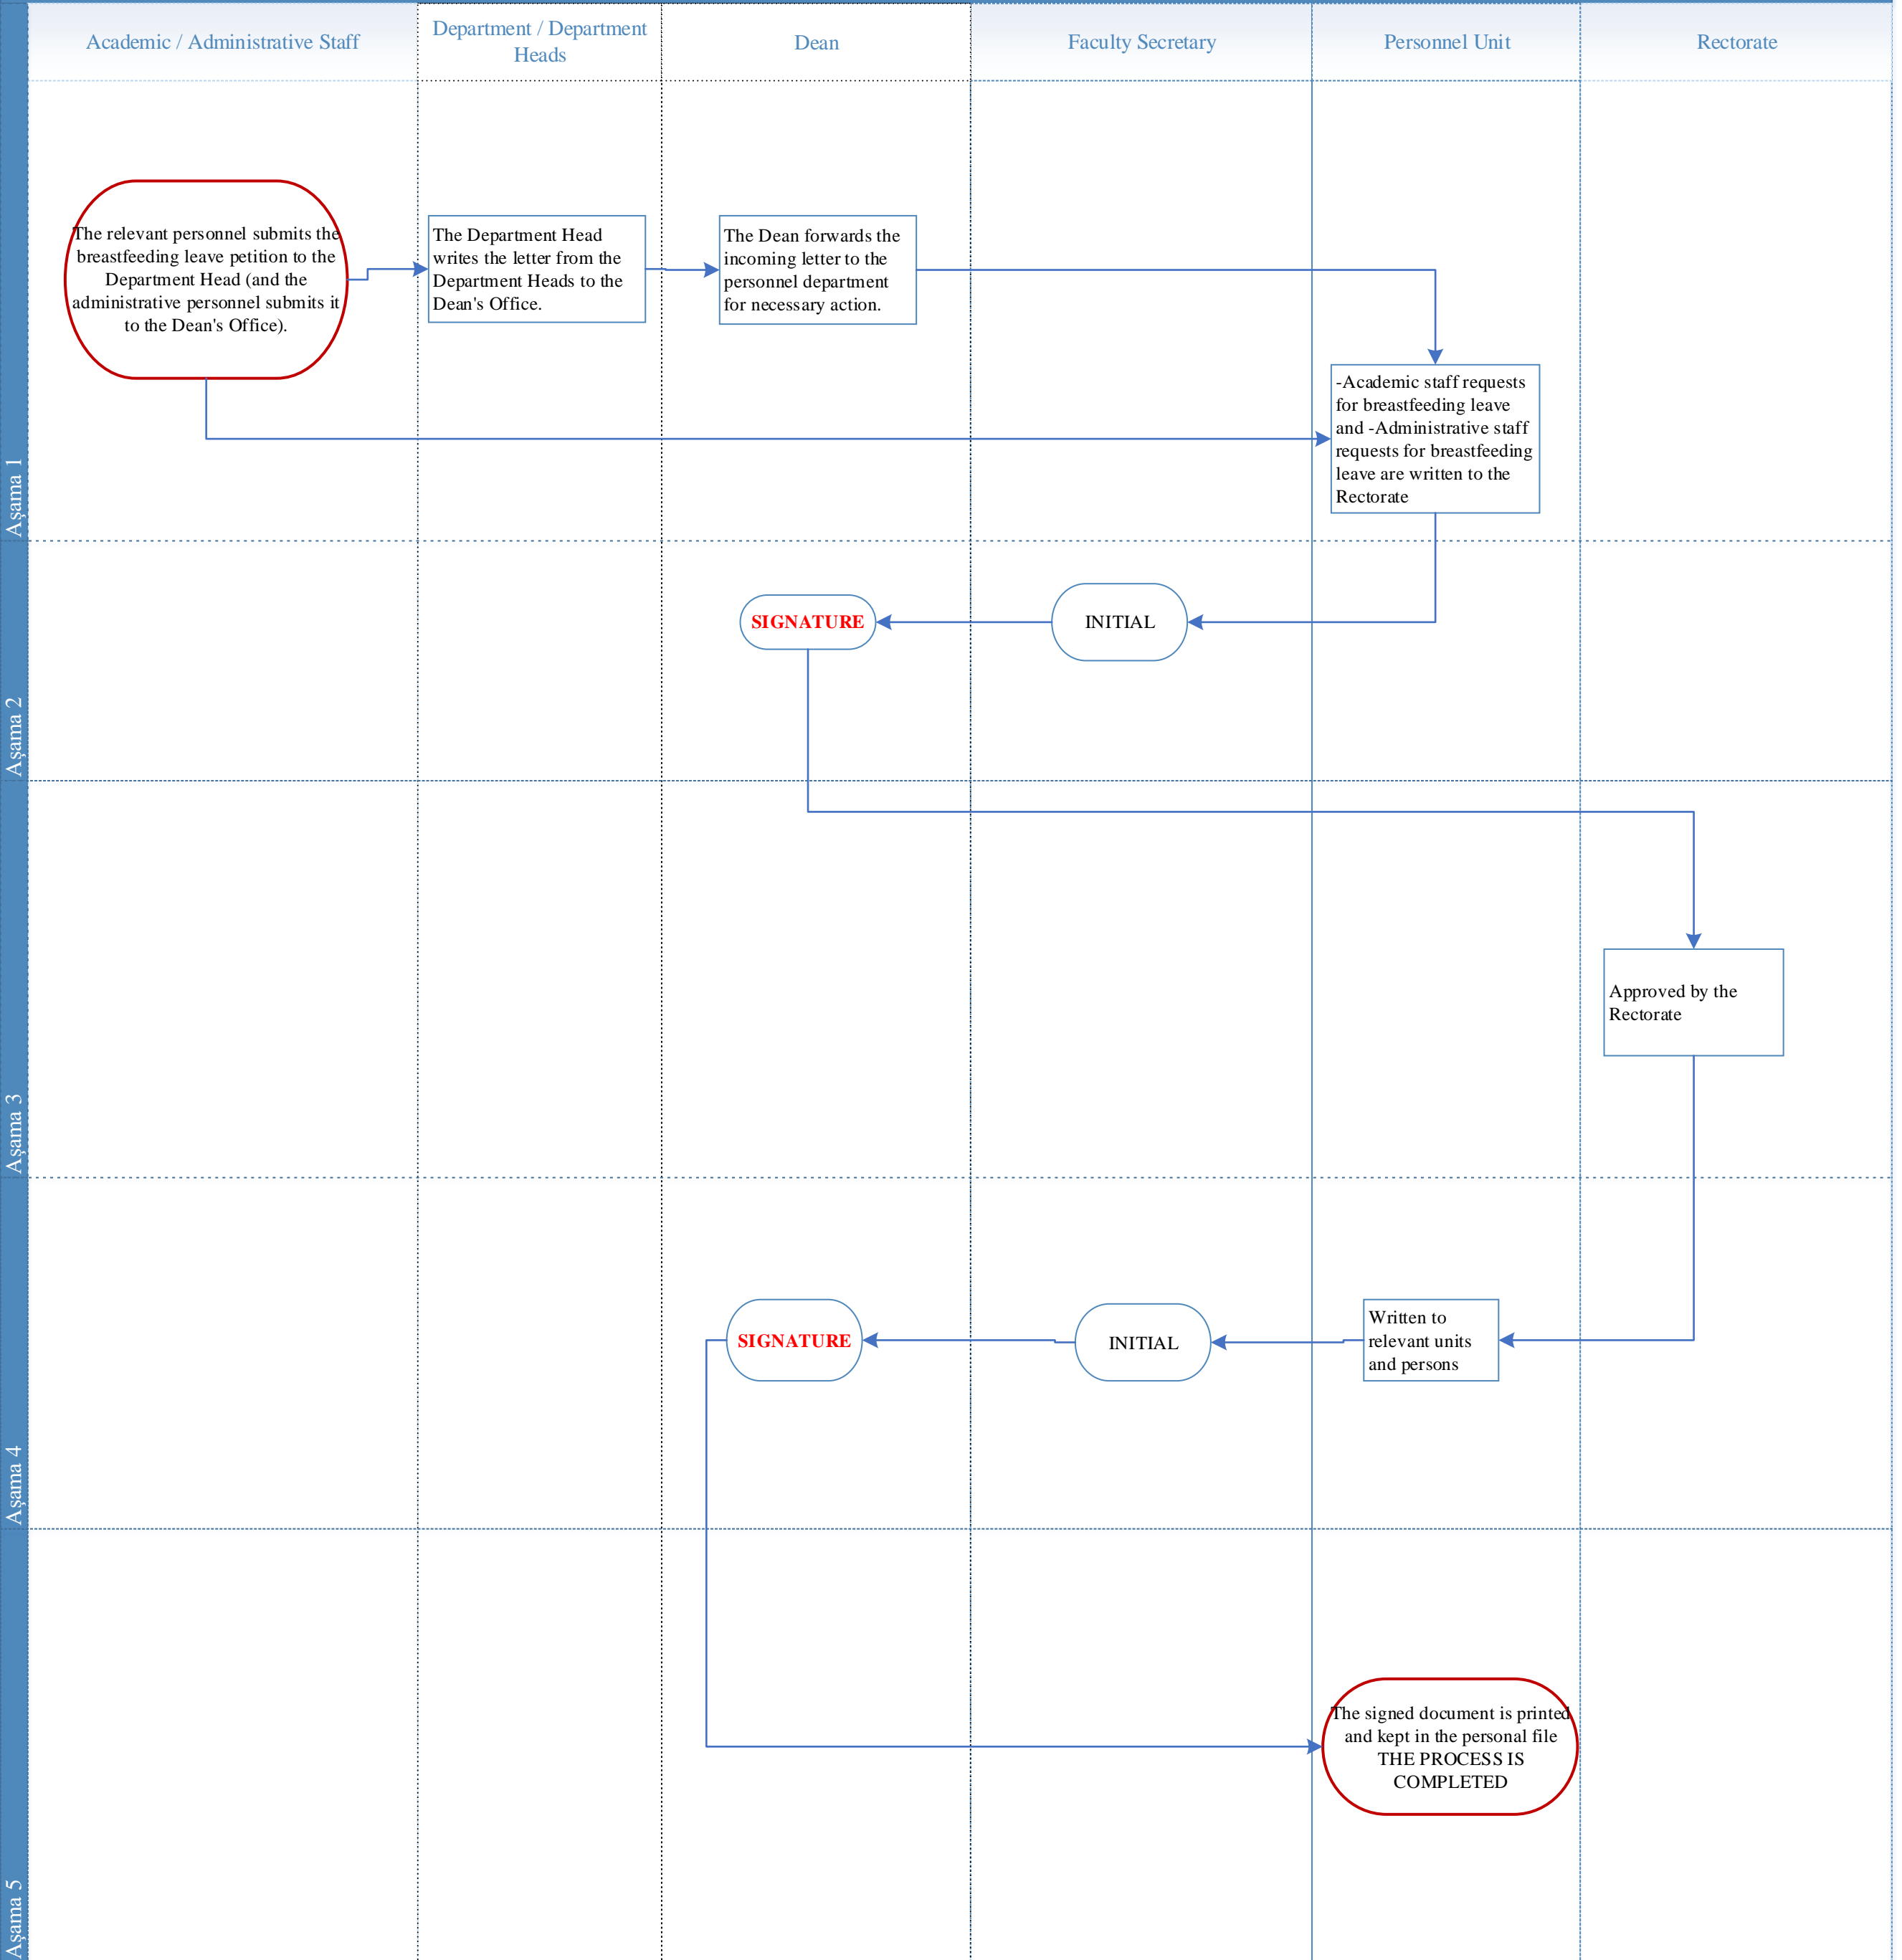 Academic / Administrative Staff
Department / Department
Heads
Dean
Faculty Secretary
Personnel Unit
Rectorate
The relevant personnel submits the
breastfeeding leave petition to the
Department Head (and the
administrative personnel submits it
to the Dean's Office).
The Department Head
writes the letter from the
Department Heads to the
Dean's Office.
The Dean forwards the
incoming letter to the
personnel department
for necessary action.
-Academic staff requests
for breastfeeding leave
and -Administrative staff
requests for breastfeeding
leave are written to the
Rectorate
Aşama 1
SIGNATURE
INITIAL
Aşama 2
Approved by the
Rectorate
Aşama 3
SIGNATURE
INITIAL
Written to
relevant units
and persons
Aşama 4
The signed document is printed
and kept in the personal file
THE PROCESS IS
COMPLETED
Aşama 5